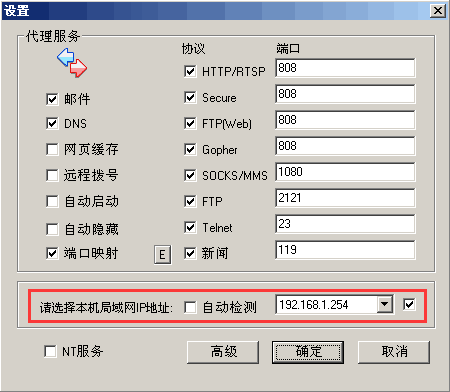 设置
代理服务
协议 端口
HTTP/RTSP 808
邮件 Secure 808
DNS FTP(Web) 808
网页缓存 Gopher 808
远程拨号 SOCKS/MMS 1080
自动启动 FTP 2121
自动隐藏 Telnet 23
端口映射 E 新闻 119
请选择本机局域网IP地址: 自动检测 192.168.1.254
NT服务 高级 确定 取消